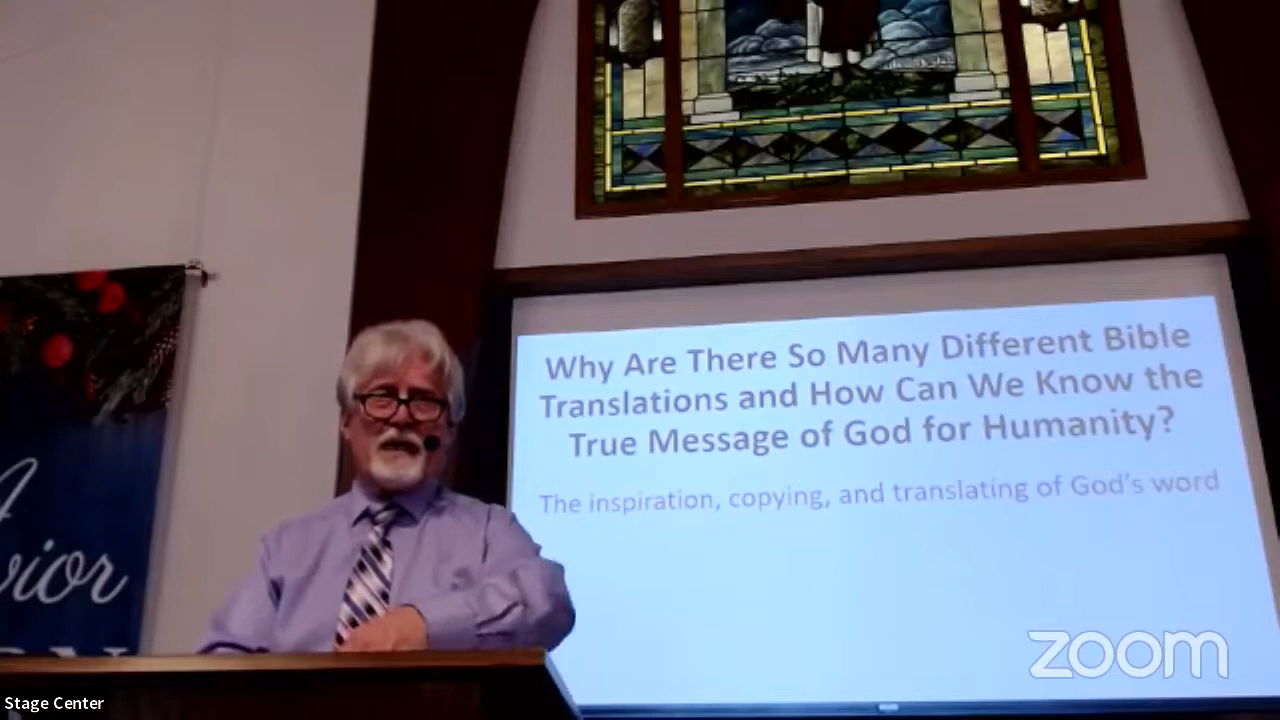 Why Are There So Many Different Bible
Translations and How Can We Know the
True Message of God for Humanity?
The inspiration, copying, and translating of God's word
zoom
Stage Center